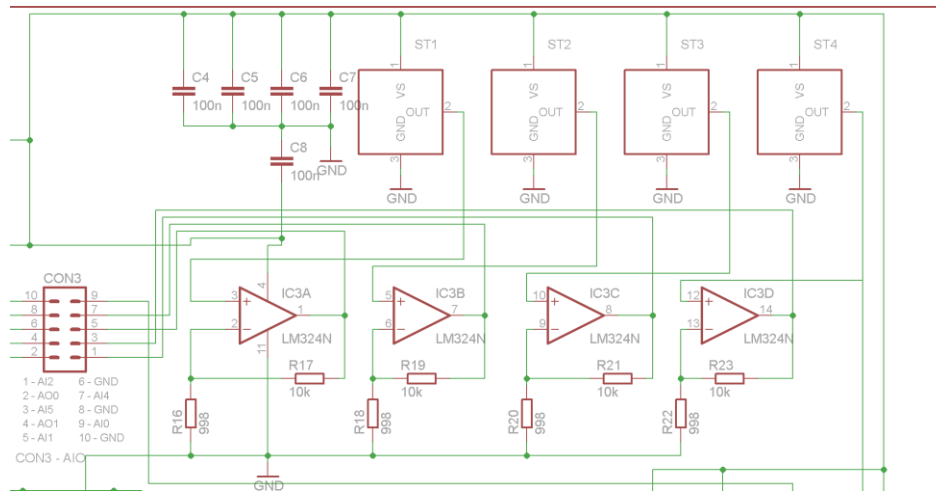 ST1
ST2
ST3
ST4
C4
100n
C5
100n
C6
100n
C7
100n
1
VS
GND
OUT
2
3
GND
1
VS
GND
OUT
2
3
GND
1
VS
GND
OUT
2
3
GND
1
VS
GND
OUT
2
3
GND
C8
100n
GND
CON3
10
9
8
7
6
5
4
3
2
1
3
+
2
−
4
11
1
IC3A
LM324N
5
+
6
−
7
IC3B
LM324N
10
+
9
−
8
IC3C
LM324N
12
+
13
−
14
IC3D
LM324N
R17
10k
R19
10k
R21
10k
R23
10k
R16
998
R18
998
R20
998
R22
998
1 - AI2
6 - GND
2 - AO0
7 - AI4
3 - AI5
8 - GND
4 - AO1
9 - AI0
5 - AI1
10 - GND
CON3 - AIO
GND